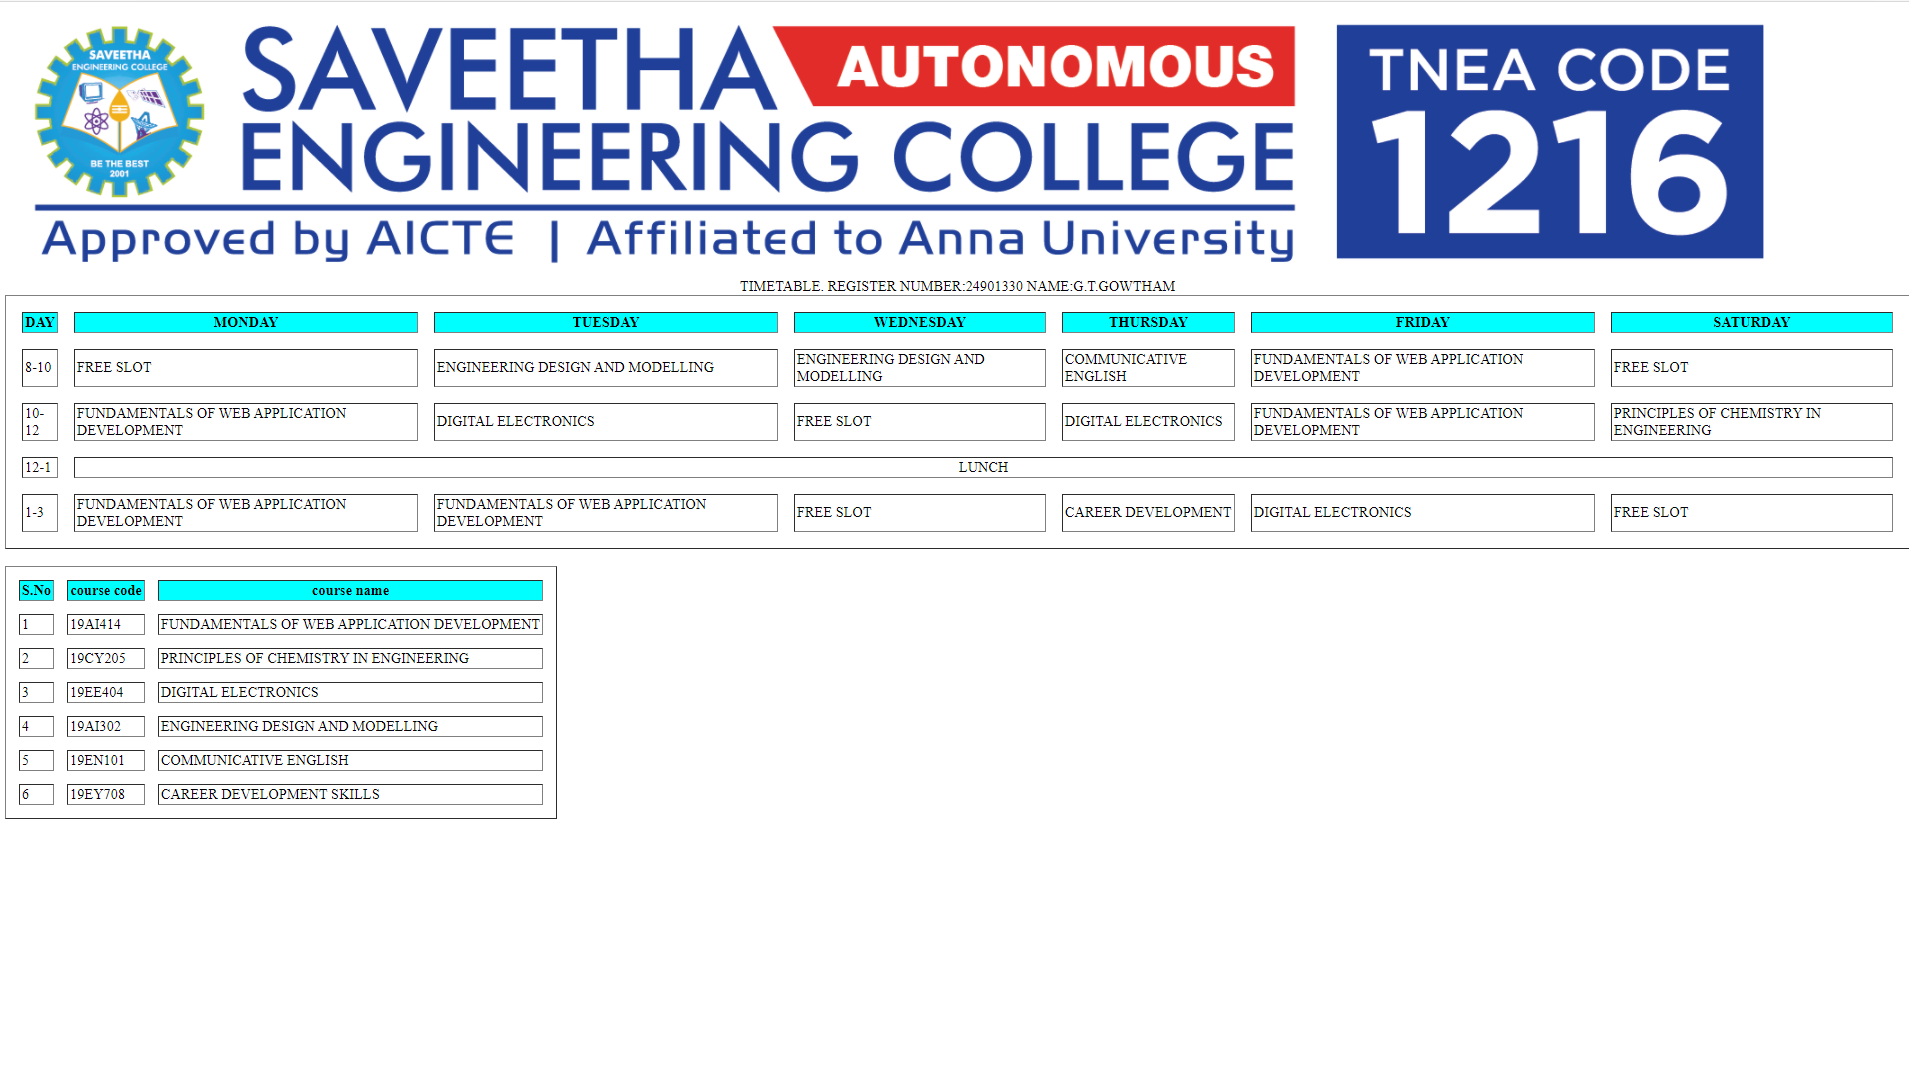 SAVEETHA
ENGINEERING COLLEGE
BE THE BEST
2001
SAVEETHA AUTONOMOUS
ENGINEERING COLLEGE
Approved by AICTE | Affiliated to Anna University
TNEA CODE
1216
TIMETABLE. REGISTER NUMBER:24901330 NAME:G.T.GOWTHAM
DAY MONDAY TUESDAY WEDNESDAY THURSDAY FRIDAY SATURDAY
8-10 FREE SLOT ENGINEERING DESIGN AND MODELLING ENGINEERING DESIGN AND MODELLING COMMUNICATIVE ENGLISH FUNDAMENTALS OF WEB APPLICATION DEVELOPMENT FREE SLOT
10-12 FUNDAMENTALS OF WEB APPLICATION DEVELOPMENT DIGITAL ELECTRONICS FREE SLOT DIGITAL ELECTRONICS FUNDAMENTALS OF WEB APPLICATION DEVELOPMENT PRINCIPLES OF CHEMISTRY IN ENGINEERING
12-1 LUNCH
1-3 FUNDAMENTALS OF WEB APPLICATION DEVELOPMENT FUNDAMENTALS OF WEB APPLICATION DEVELOPMENT FREE SLOT CAREER DEVELOPMENT DIGITAL ELECTRONICS FREE SLOT
S.No course code course name
1 19AI414 FUNDAMENTALS OF WEB APPLICATION DEVELOPMENT
2 19CY205 PRINCIPLES OF CHEMISTRY IN ENGINEERING
3 19EE404 DIGITAL ELECTRONICS
4 19AI302 ENGINEERING DESIGN AND MODELLING
5 19EN101 COMMUNICATIVE ENGLISH
6 19EY708 CAREER DEVELOPMENT SKILLS